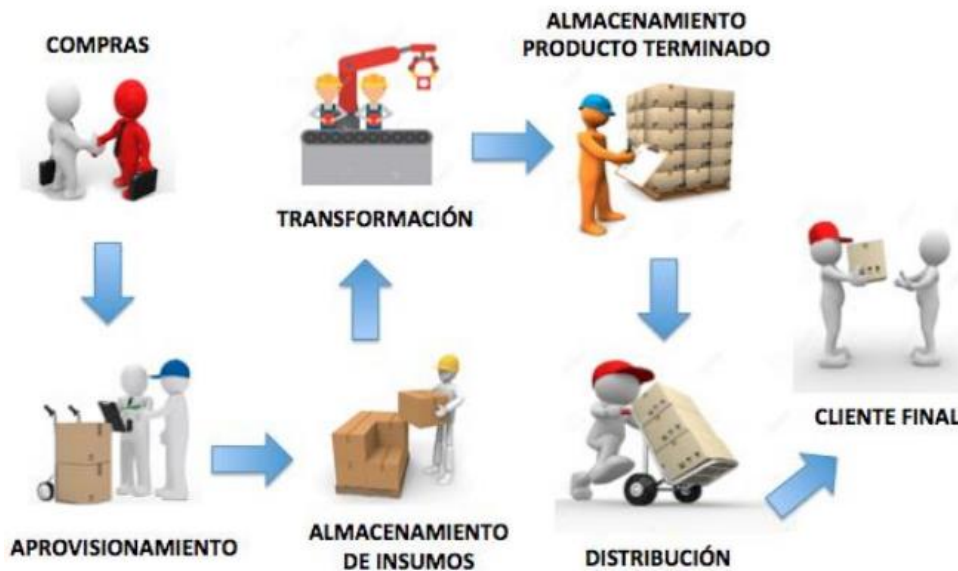 COMPRAS
APROVISIONAMIENTO
ALMACENAMIENTO
DE INSUMOS
TRANSFORMACIÓN
ALMACENAMIENTO
PRODUCTO TERMINADO
DISTRIBUCIÓN
CLIENTE FINAL